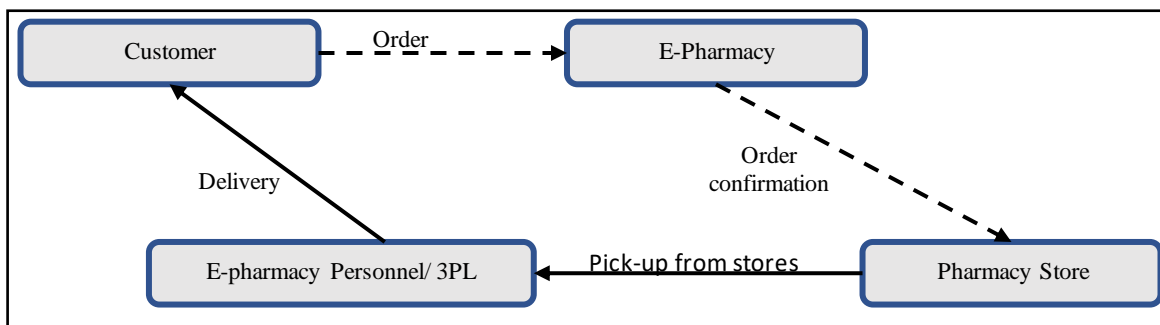 Customer
Order
E-Pharmacy
Order
confirmation
Delivery
E-pharmacy Personnel/ 3PL
Pick-up from stores
Pharmacy Store